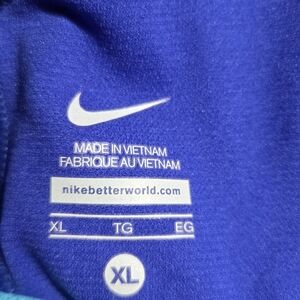 MADE IN VIETNAM
FABRIQUE AU VIETNAM
nikebetterworld.com
XL TG EG
XL